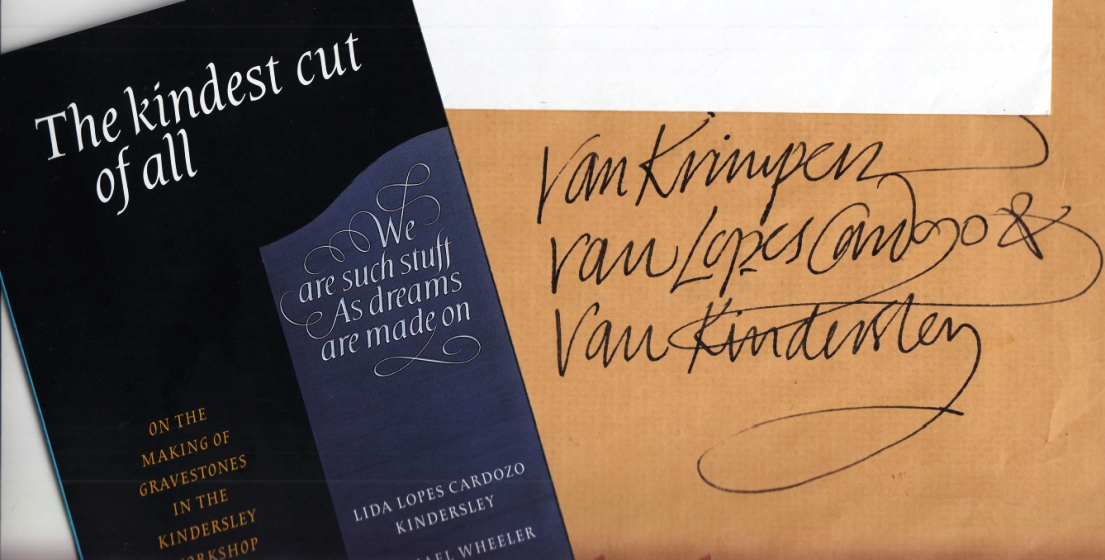 The kindest cut
of all
We
are such stuff
As dreams
are made on
ON THE
MAKING OF
GRAVESTONES
IN THE
KINDERSLEY
LIDA LOPES CARDOZO
KINDERSLEY
WHEELER
Van Krimpen
van Lopes Cardozo &
Van Kindersley